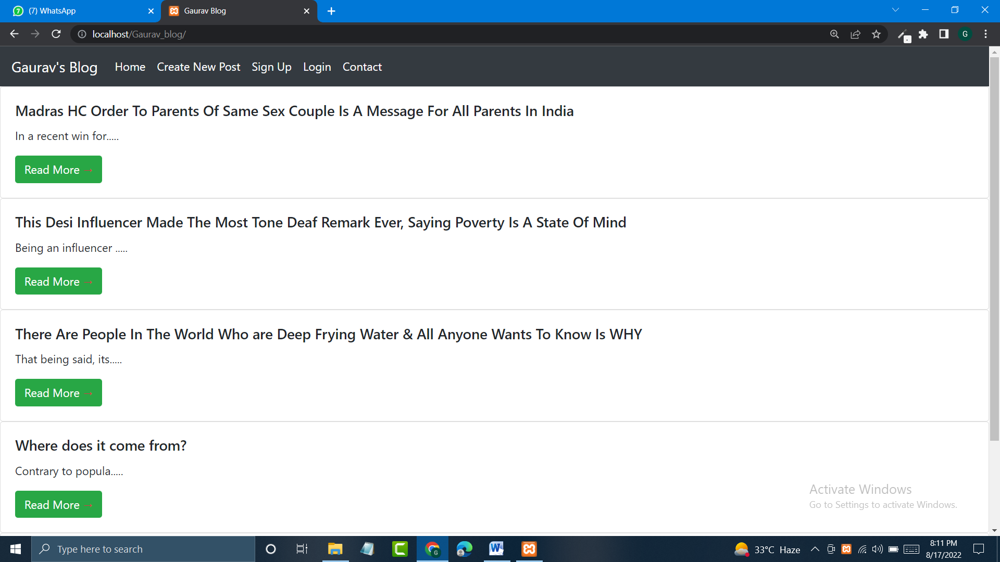 (7) WhatsApp
Gaurav Blog
localhost/Gaurav_blog/
G
Gaurav's Blog Home Create New Post Sign Up Login Contact
Madras HC Order To Parents Of Same Sex Couple Is A Message For All Parents In India
In a recent win for.....
Read More →
This Desi Influencer Made The Most Tone Deaf Remark Ever, Saying Poverty Is A State Of Mind
Being an influencer .....
Read More →
There Are People In The World Who are Deep Frying Water & All Anyone Wants To Know Is WHY
That being said, its.....
Read More →
Where does it come from?
Contrary to popula.....
Read More →
Activate Windows
Go to Settings to activate Windows.
Type here to search
33°C Haze
8:11 PM
8/17/2022